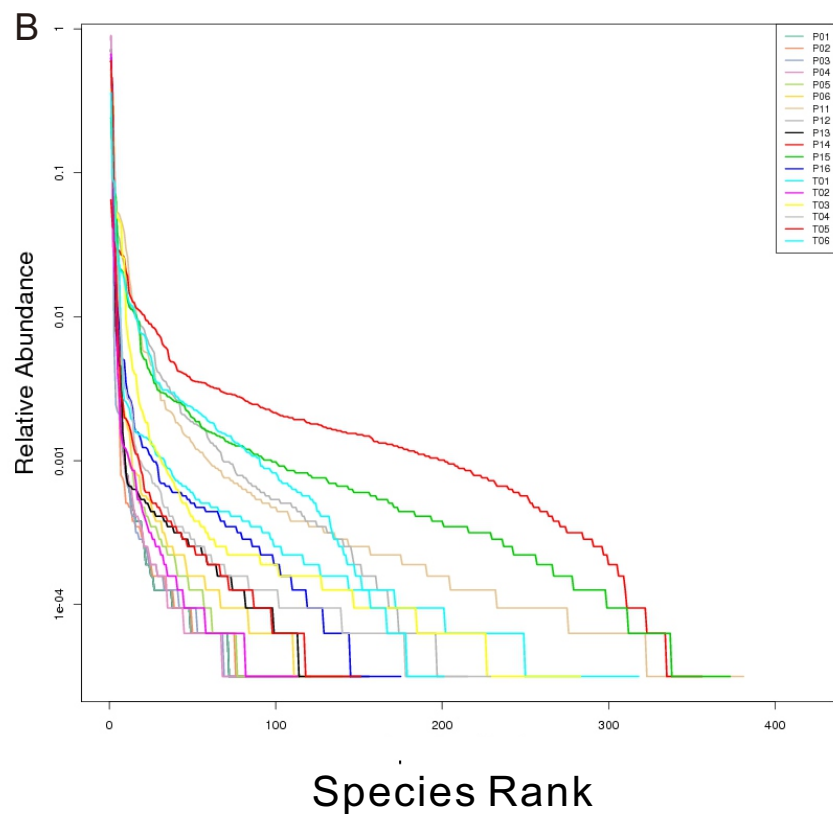 B
1
0.1
0.01
0.001
1e-04
Relative Abundance
0 100 200 300 400
Species Rank
P01
P02
P03
P04
P05
P06
P11
P12
P13
P14
P15
P16
T01
T02
T03
T04
T05
T06